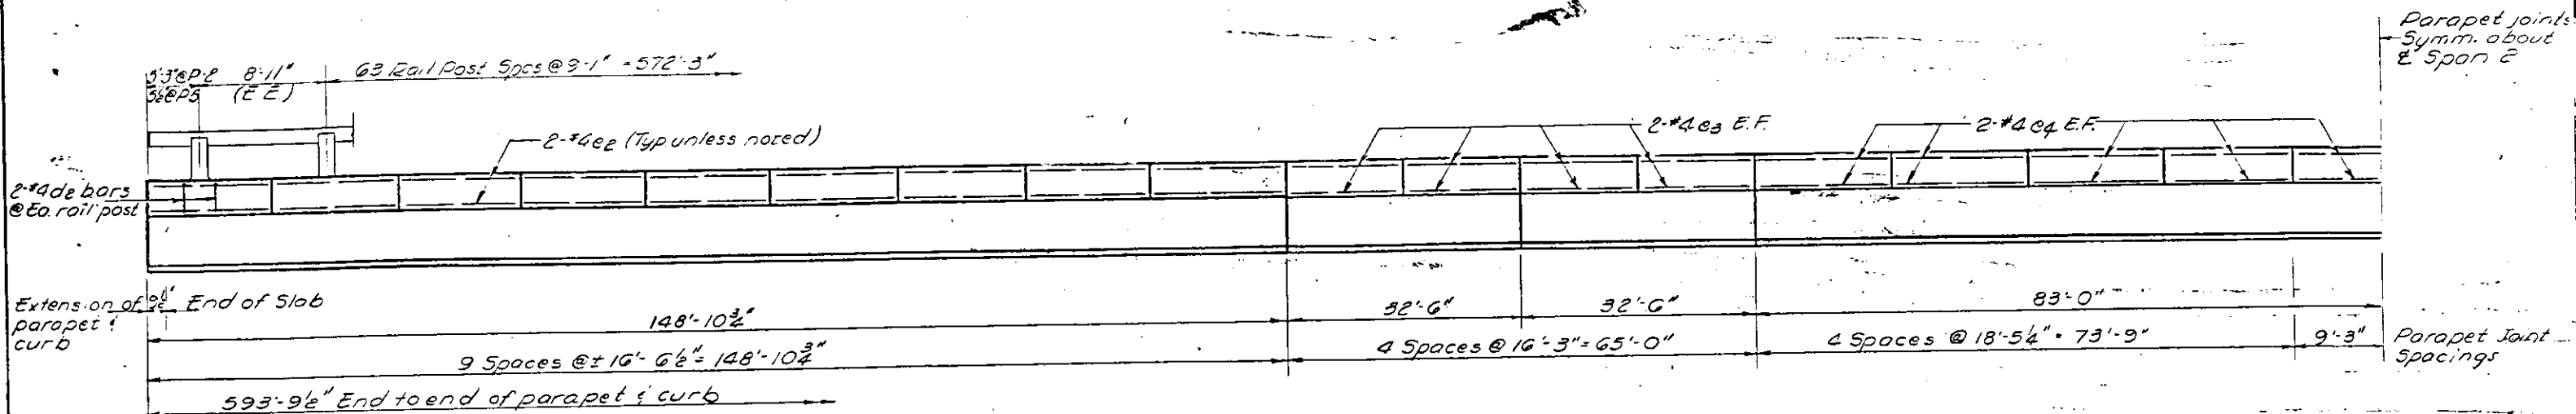 Parapet joints
Symm. about
℄ Span 2
5'3"@P.2 8'-11" 63 Rail Post Spcs @ 9'-1" = 572'-3"
(E.E.)
2-#4 e2 (Typ. unless noted)
2-#4 e3 E.F.
2-#4 e4 E.F.
2-#4 d2 bars
@ Ea. rail post
Extension of
parapet &
curb
End of Slab
148'-10¾"
32'-6"
32'-6"
83'-0"
9 Spaces @ ± 16'-6½" = 148'-10¾"
4 Spaces @ 16'-3" = 65'-0"
4 Spaces @ 18'-5¼" = 73'-9"
9'-3"
Parapet Joint
Spacings
593'-9½" End to end of parapet & curb